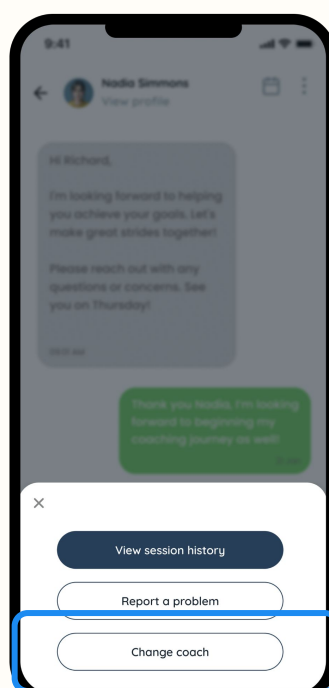 9:41
Nadia Simmons
View profile
Hi Richard,
I'm looking forward to helping
you achieve your goals. Let's
make great strides together!
Please reach out with any
questions or concerns. See
you on Thursday!
Thank you Nadia, I'm looking
forward to beginning my
coaching journey as well!
View session history
Report a problem
Change coach